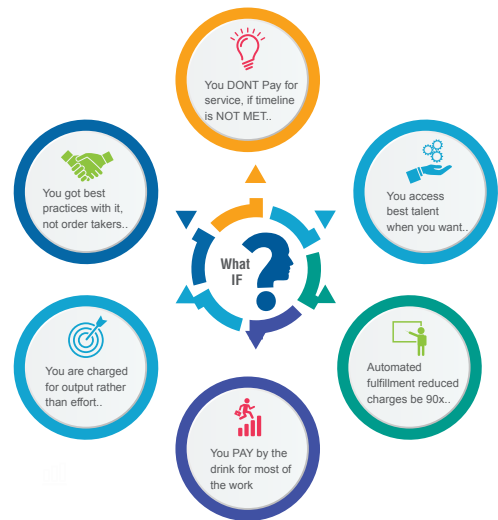 You DONT Pay for
service, if timeline
is NOT MET..
You got best
practices with it,
not order takers..
You access
best talent
when you want..
What
IF
You are charged
for output rather
than effort..
Automated
fulfillment reduced
charges be 90x..
You PAY by the
drink for most of
the work